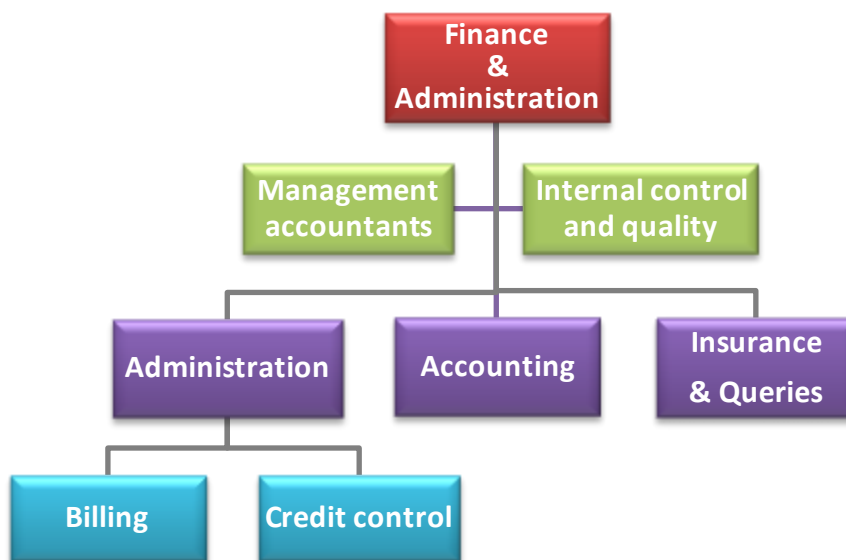 Finance
&
Administration
Management
accountants
Internal control
and quality
Administration
Accounting
Insurance
& Queries
Billing
Credit control